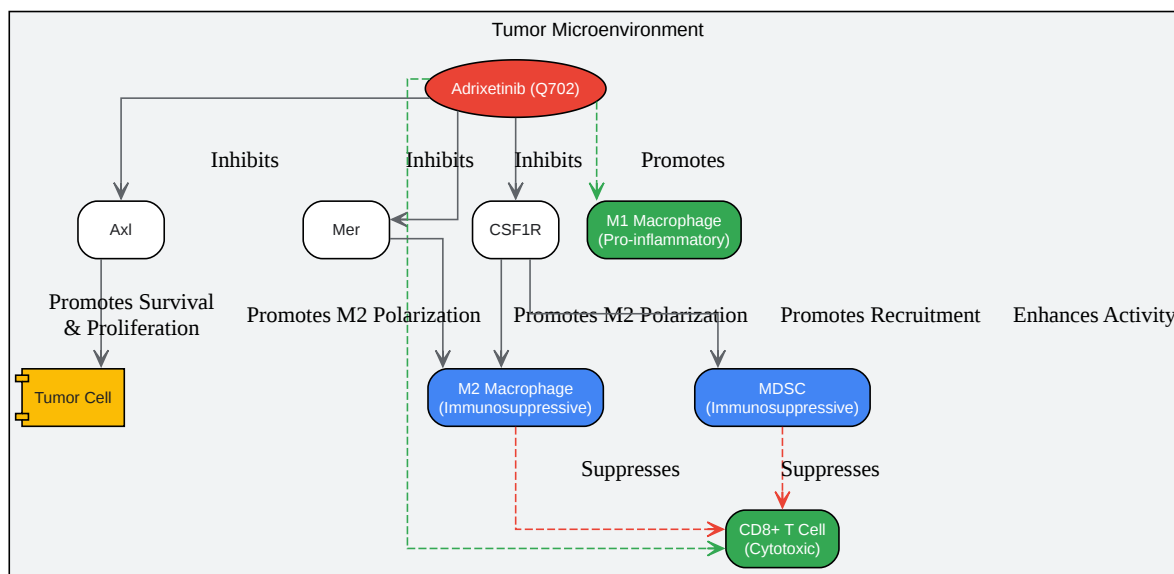 Tumor Microenvironment
Adrixetinib (Q702)
Inhibits
Inhibits
Inhibits
Promotes
Axl
Mer
CSF1R
M1 Macrophage
(Pro-inflammatory)
Promotes Survival
& Proliferation
Promotes M2 Polarization
Promotes M2 Polarization
Promotes Recruitment
Enhances Activity
Tumor Cell
M2 Macrophage
(Immunosuppressive)
MDSC
(Immunosuppressive)
Suppresses
Suppresses
CD8+ T Cell
(Cytotoxic)